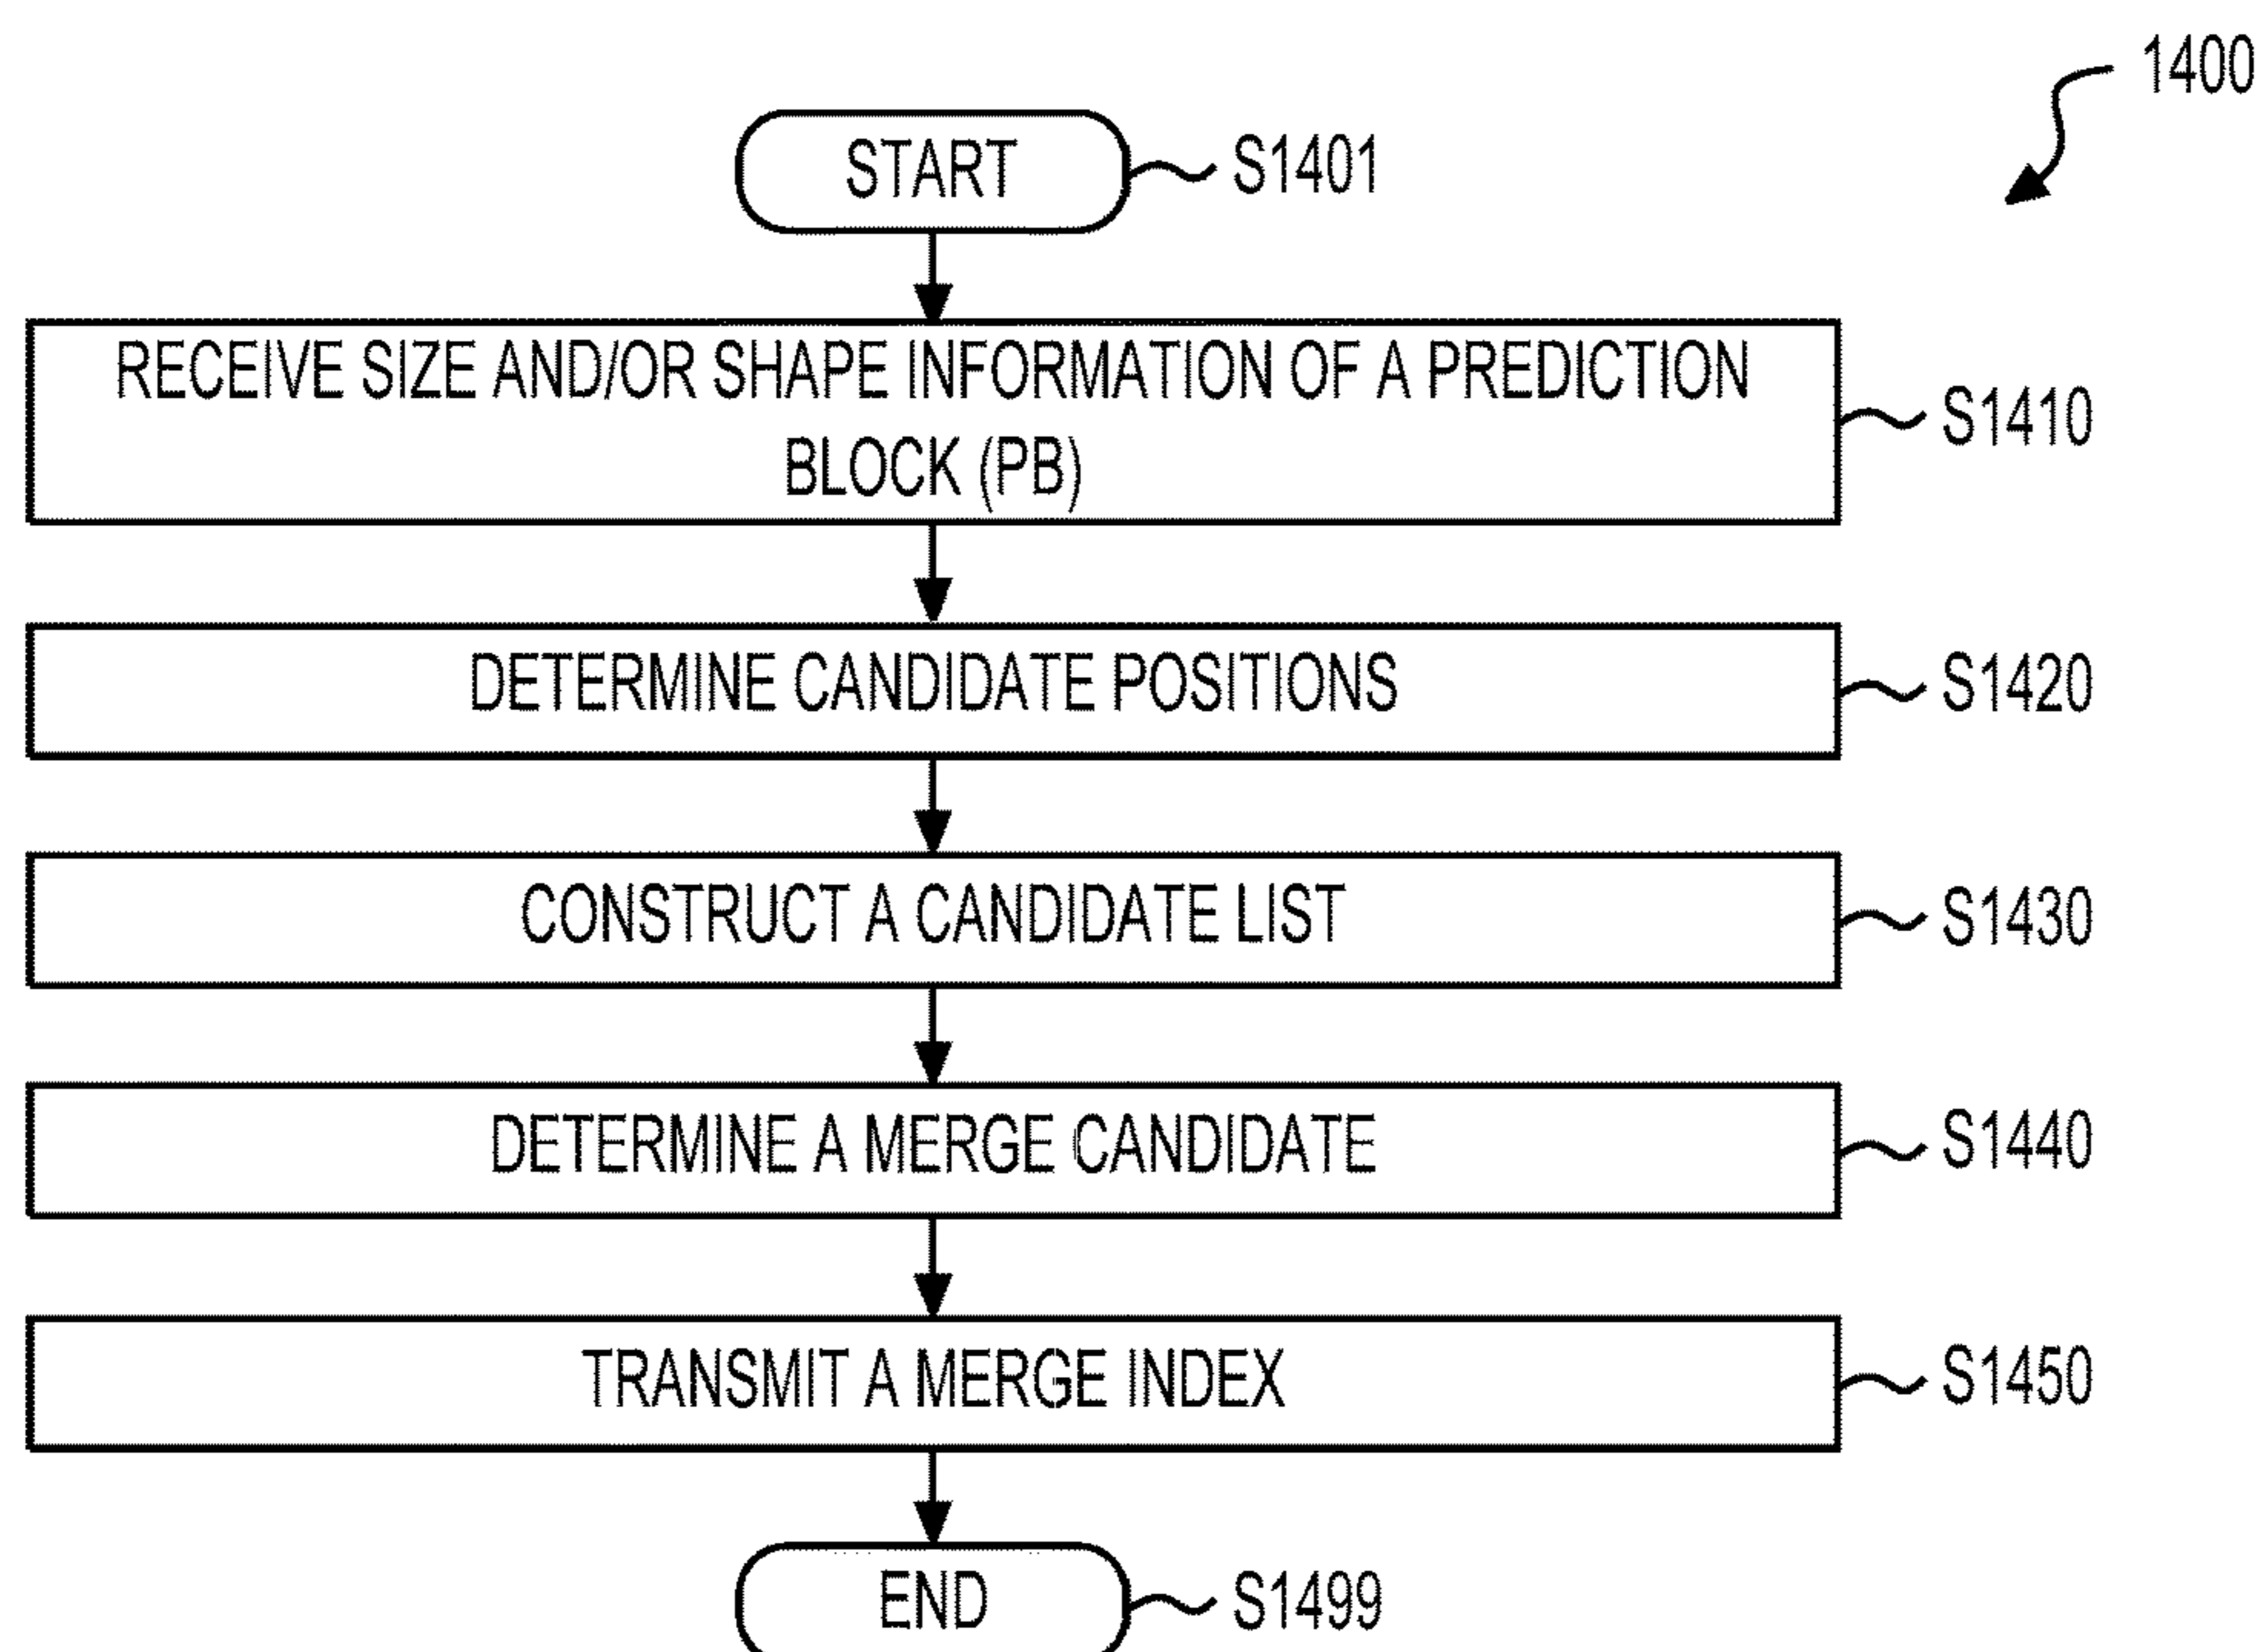 1400
START
S1401
RECEIVE SIZE AND/OR SHAPE INFORMATION OF A PREDICTION
BLOCK (PB)
S1410
DETERMINE CANDIDATE POSITIONS
S1420
CONSTRUCT A CANDIDATE LIST
S1430
DETERMINE A MERGE CANDIDATE
S1440
TRANSMIT A MERGE INDEX
S1450
END
S1499